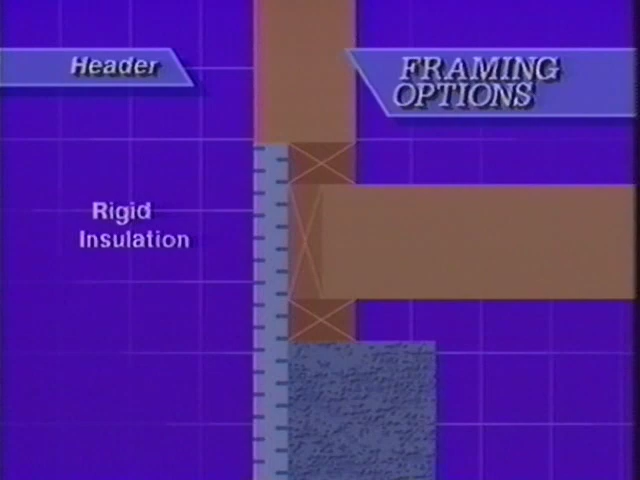 Header
FRAMING
OPTIONS
Rigid
Insulation